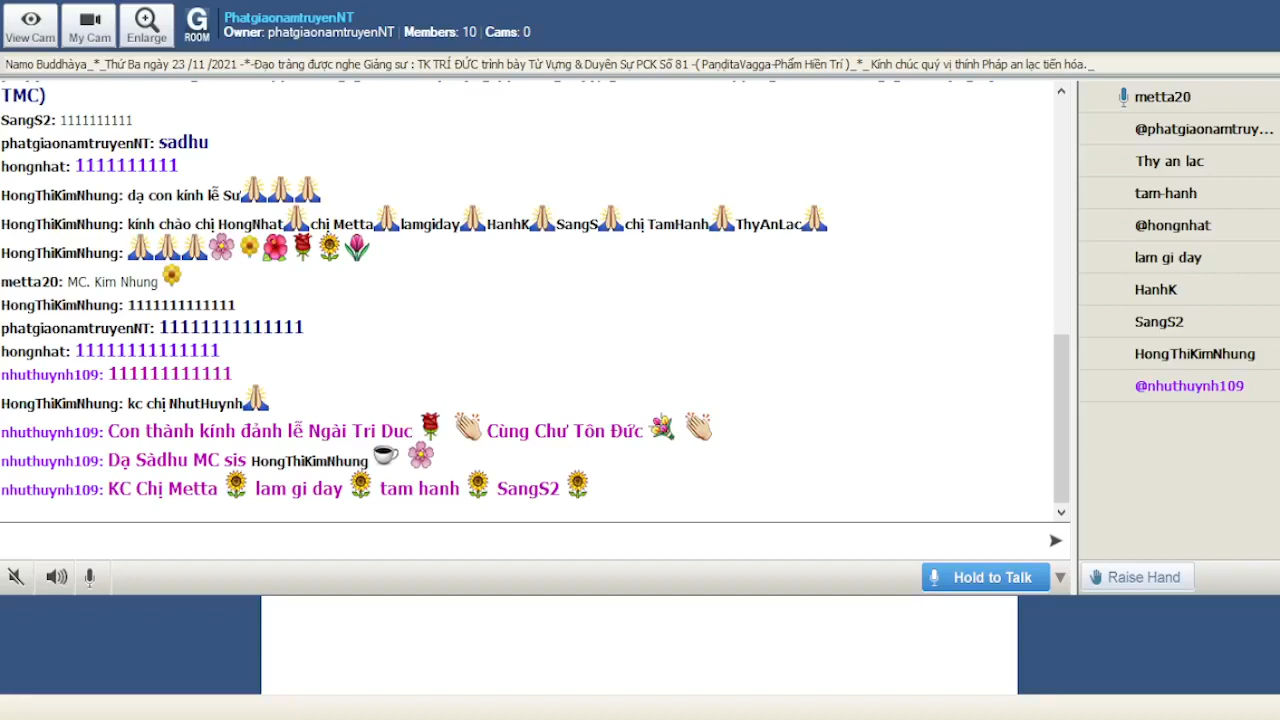 View Cam
My Cam
Enlarge
G ROOM
PhatgiaonamtruyenNT
Owner: phatgiaonamtruyenNT | Members: 10 | Cams: 0
Namo Buddhàya_*_Thứ Ba ngày 23 /11 /2021 -*-Đạo tràng được nghe Giảng sư : TK TRÍ ĐỨC trình bày Từ Vựng & Duyên Sự PCK Số 81 -( PaṇḍitaVagga-Phẩm Hiền Trí )_*_ Kính chúc quý vị thính Pháp an lạc tiến hóa._
TMC)
SangS2: 1111111111
phatgiaonamtruyenNT: sadhu
hongnhat: 1111111111
HongThiKimNhung: dạ con kính lễ Sư🙏🙏🙏
HongThiKimNhung: kính chào chị HongNhat🙏chị Metta🙏lamgiday🙏HanhK🙏SangS🙏chị TamHanh🙏ThyAnLac🙏
HongThiKimNhung: 🙏🙏🙏🌸🌼🌺🌹🌻🌷
metta20: MC. Kim Nhung 🌼
HongThiKimNhung: 1111111111111
phatgiaonamtruyenNT: 11111111111111
hongnhat: 11111111111111
nhuthuynh109: 111111111111
HongThiKimNhung: kc chị NhutHuynh🙏
nhuthuynh109: Con thành kính đảnh lễ Ngài Tri Duc 🌹 👏 Cùng Chư Tôn Đức 💐 👏
nhuthuynh109: Dạ Sàdhu MC sis HongThiKimNhung ☕ 🌸
nhuthuynh109: KC Chị Metta 🌻 lam gi day 🌻 tam hanh 🌻 SangS2 🌻
metta20
@phatgiaonamtruy...
Thy an lac
tam-hanh
@hongnhat
lam gi day
HanhK
SangS2
HongThiKimNhung
@nhuthuynh109
Hold to Talk
Raise Hand